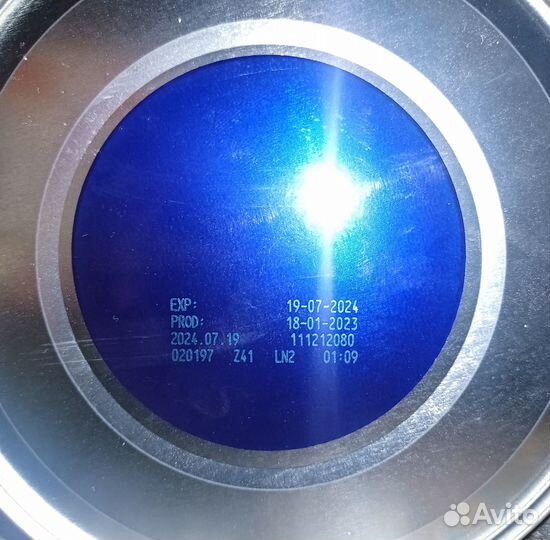 EXP: 19-07-2024
PROD: 18-01-2023
2024.07.19 111212080
020197 Z41 LN2 01:09
Avito